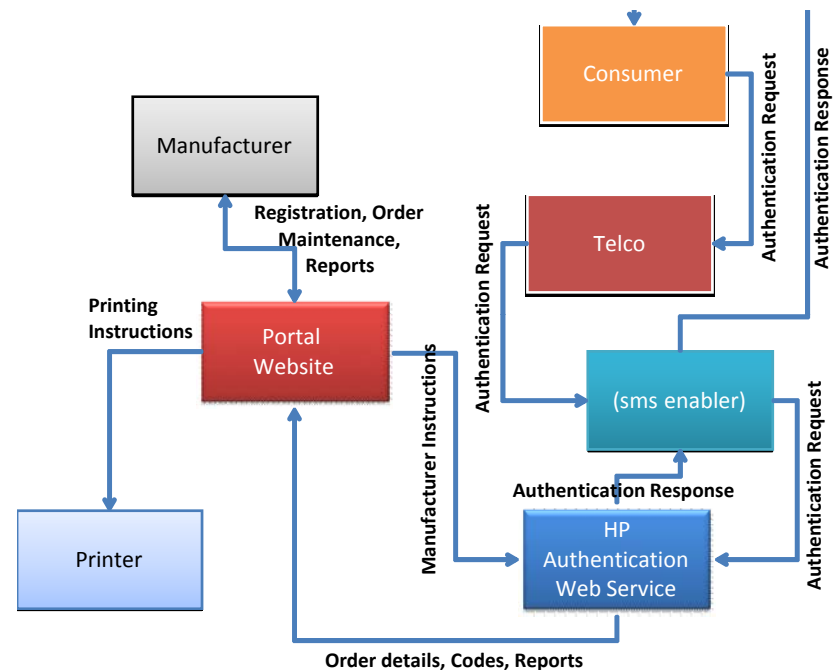 Consumer
Authentication Request
Authentication Response
Manufacturer
Registration, Order
Maintenance,
Reports
Authentication Request
Telco
Printing
Instructions
Portal
Website
Manufacturer Instructions
(sms enabler)
Authentication Request
Authentication Response
HP
Authentication
Web Service
Printer
Order details, Codes, Reports